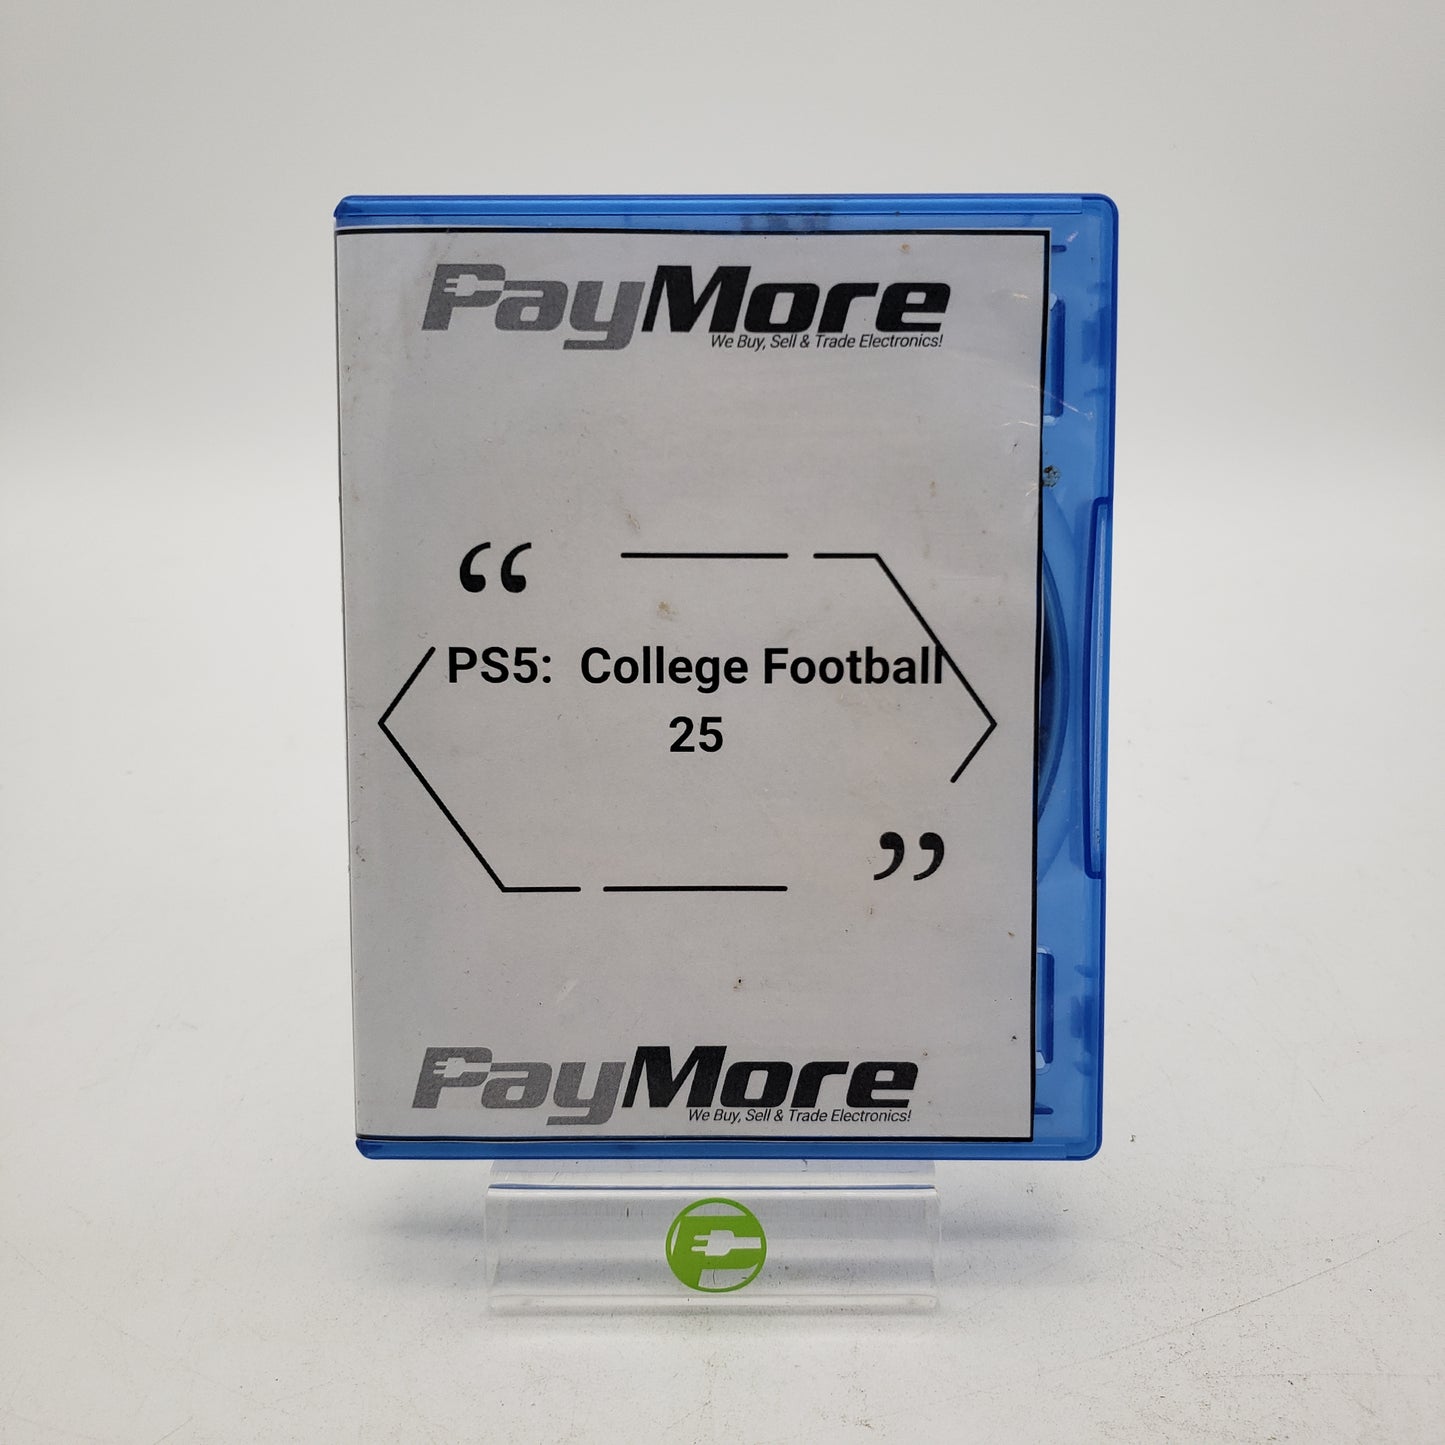 PayMore
We Buy, Sell & Trade Electronics!
“
PS5: College Football
25
”
PayMore
We Buy, Sell & Trade Electronics!